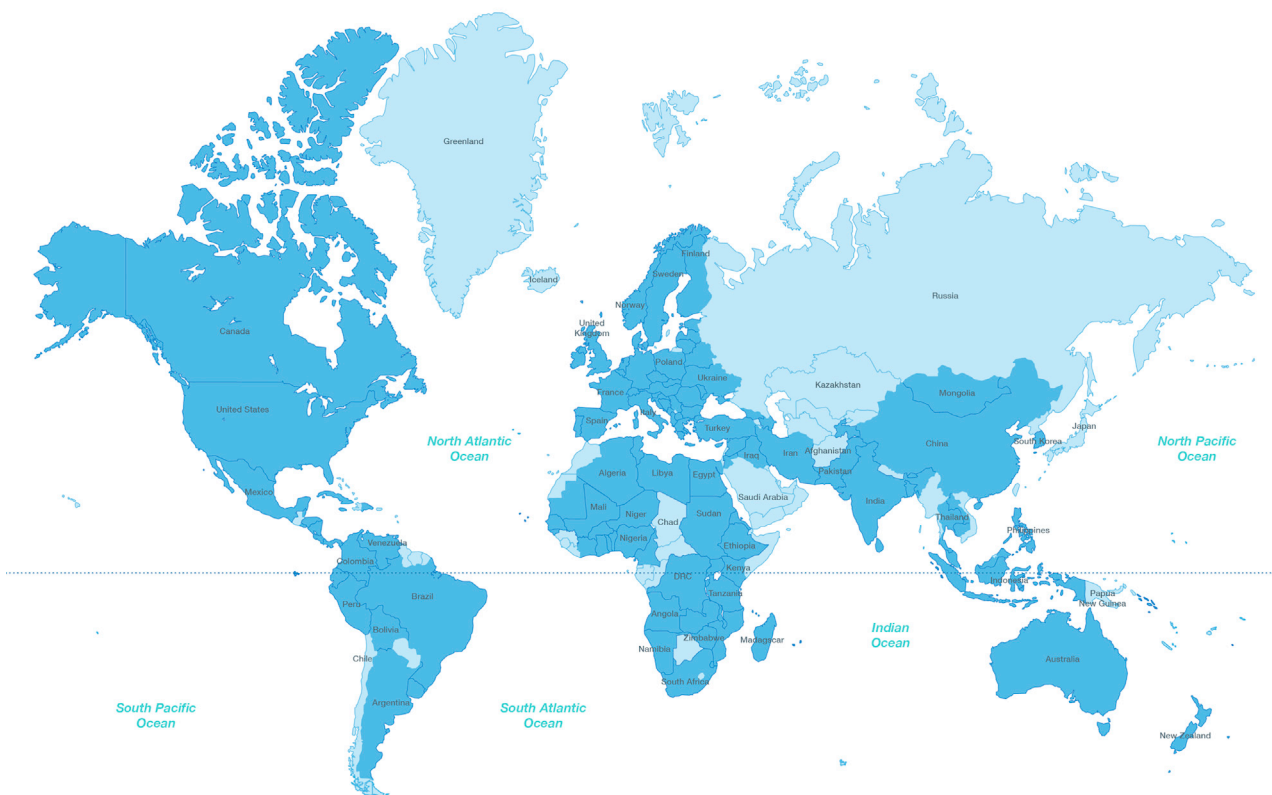 Greenland
Iceland
Finland
Sweden
Norway
Russia
United
Kingdom
Canada
Poland
Ukraine
Kazakhstan
Mongolia
France
United States
Italy
Spain
Turkey
Japan
South Korea
China
North Atlantic
Ocean
North Pacific
Ocean
Iraq
Iran
Afghanistan
Pakistan
Algeria
Libya
Egypt
Mexico
Saudi Arabia
India
Mali
Niger
Chad
Sudan
Thailand
Philippines
Venezuela
Nigeria
Ethiopia
Colombia
Kenya
DRC
Indonesia
Peru
Brazil
Tanzania
Papua
New Guinea
Angola
Bolivia
Zimbabwe
Madagascar
Indian
Ocean
Namibia
Chile
Australia
South Africa
Argentina
South Pacific
Ocean
South Atlantic
Ocean
New Zealand